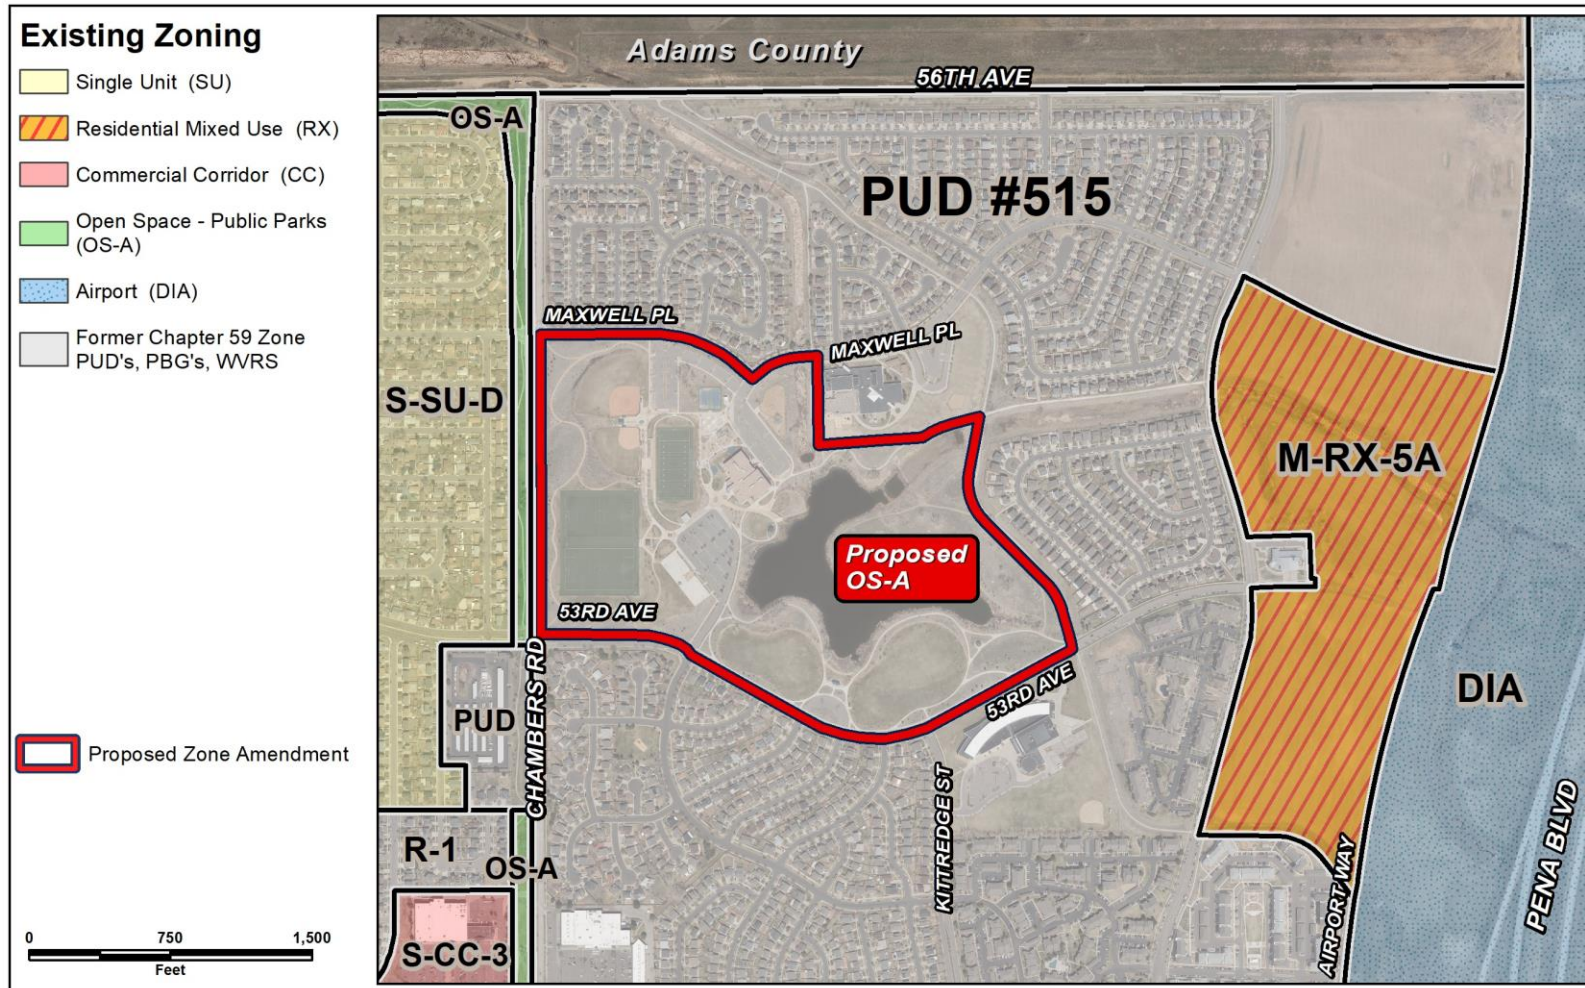 Existing Zoning
Single Unit (SU)
Residential Mixed Use (RX)
Commercial Corridor (CC)
Open Space - Public Parks
(OS-A)
Airport (DIA)
Former Chapter 59 Zone
PUD's, PBG's, WVRS
Proposed Zone Amendment
0 750 1,500
Feet
Adams County
56TH AVE
OS-A
PUD #515
MAXWELL PL
MAXWELL PL
S-SU-D
M-RX-5A
Proposed
OS-A
53RD AVE
CHAMBERS RD
53RD AVE
DIA
PUD
KITTREDGE ST
R-1
OS-A
AIRPORT WAY
PENA BLVD
S-CC-3